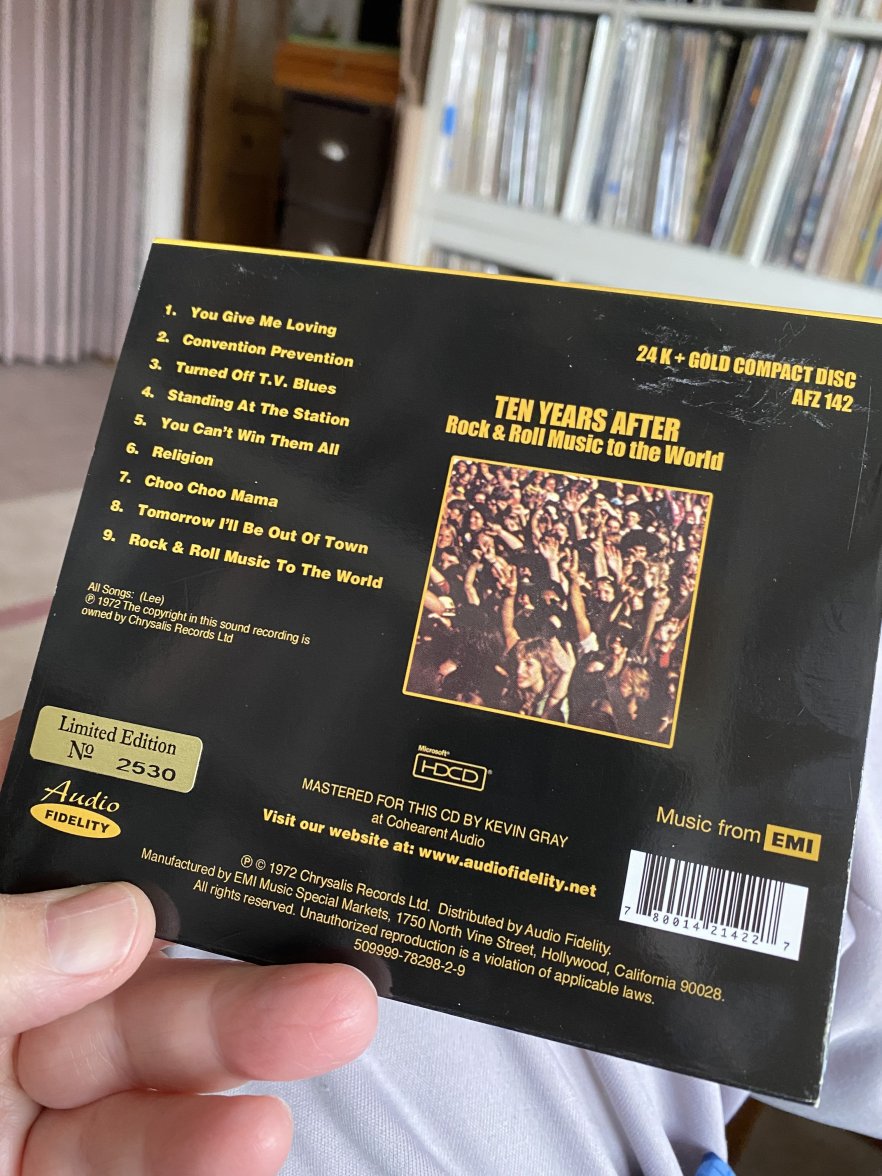 1. You Give Me Loving
2. Convention Prevention
3. Turned Off T.V. Blues
4. Standing At The Station
5. You Can't Win Them All
6. Religion
7. Choo Choo Mama
8. Tomorrow I'll Be Out Of Town
9. Rock & Roll Music To The World
All Songs: (Lee)
℗ 1972 The copyright in this sound recording is
owned by Chrysalis Records Ltd
24 K + GOLD COMPACT DISC
AFZ 142
TEN YEARS AFTER
Rock & Roll Music to the World
Limited Edition
Nº 2530
Audio
FIDELITY
Microsoft®
HDCD®
MASTERED FOR THIS CD BY KEVIN GRAY
at Cohearent Audio
Visit our website at: www.audiofidelity.net
Music from EMI
℗ © 1972 Chrysalis Records Ltd. Distributed by Audio Fidelity.
Manufactured by EMI Music Special Markets, 1750 North Vine Street, Hollywood, California 90028.
All rights reserved. Unauthorized reproduction is a violation of applicable laws.
509999-78298-2-9
7 80014 21422 7